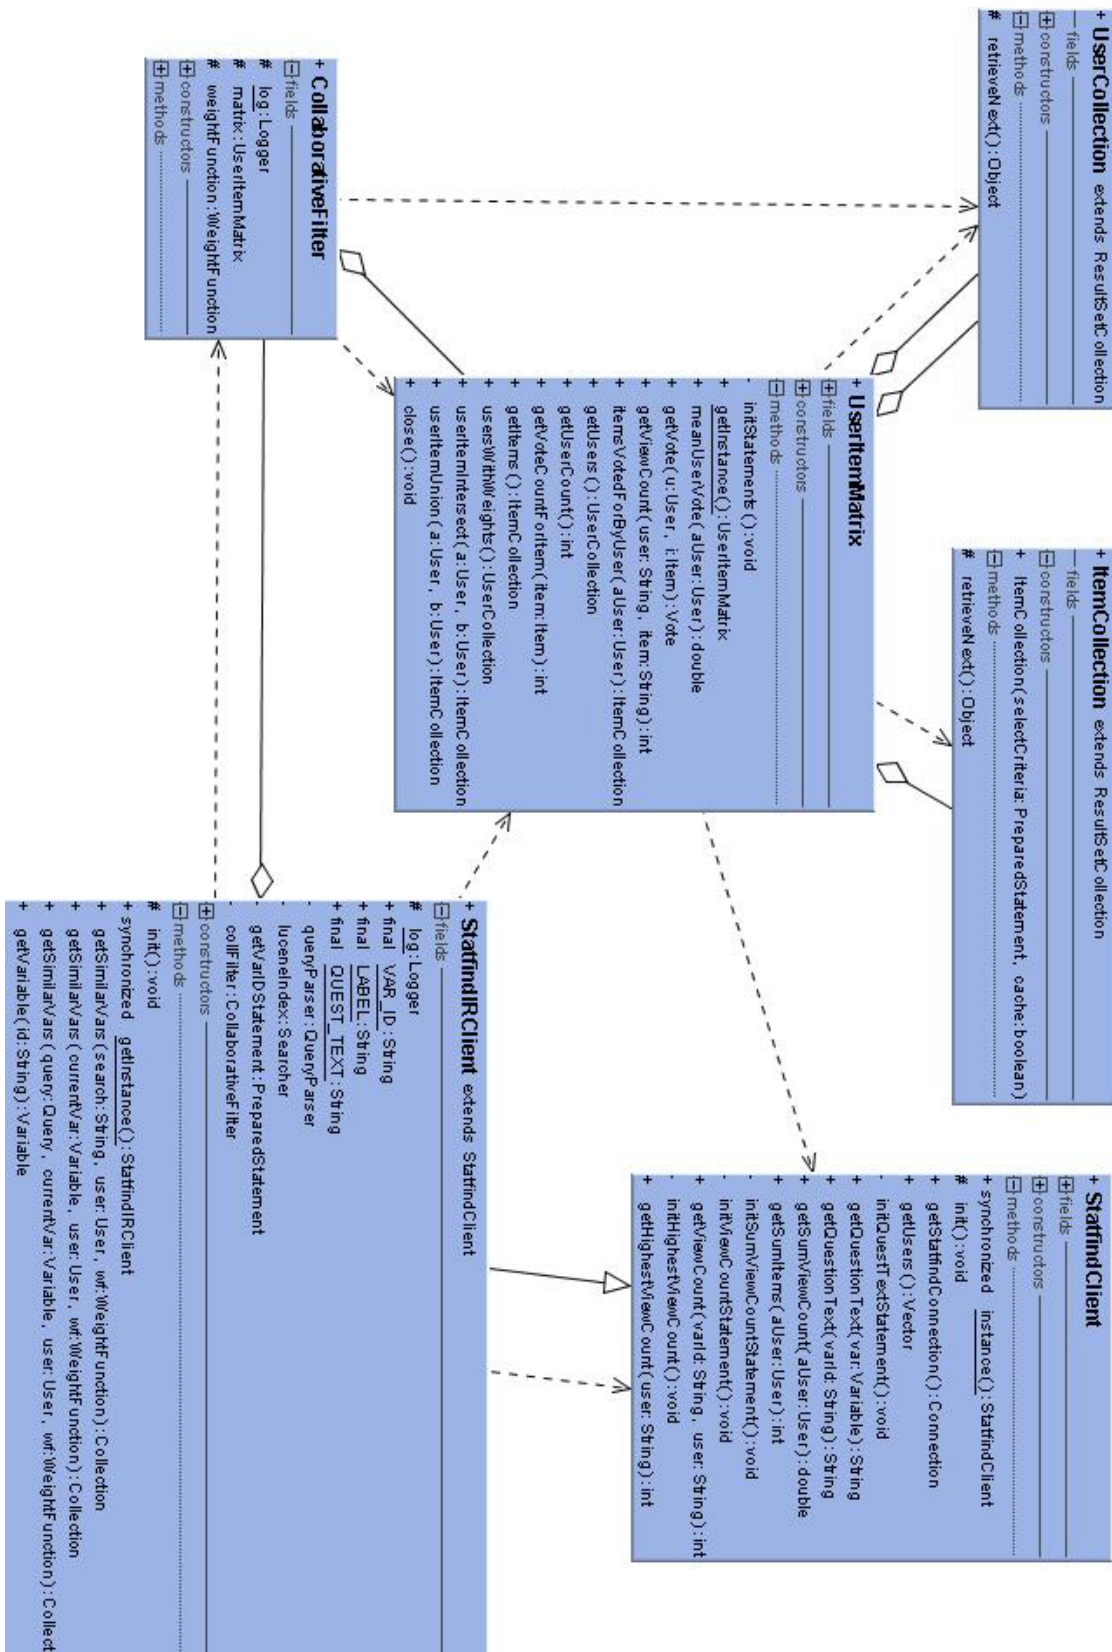 + UserCollection extends ResultSetCollection
fields
constructors
methods
# retrieveNext():Object
+ ItemCollection extends ResultSetCollection
fields
constructors
+ ItemCollection(selectCriteria:PreparedStatement, cache:boolean)
methods
# retrieveNext():Object
+ StatfindClient
fields
constructors
methods
+ synchronized instance():StatfindClient
# init():void
+ getStatfindConnection():Connection
+ getUsers():Vector
- initQuestTextStatement():void
+ getQuestionText(var:Variable):String
+ getQuestionText(varId:String):String
+ getSumViewCount(aUser:User):double
+ getSumItems(aUser:User):int
- initSumViewCountStatement():void
- initViewCountStatement():void
+ getViewCount(varId:String, user:String):int
- initHighestViewCount():void
+ getHighestViewCount(user:String):int
+ UserItemMatrix
fields
constructors
methods
- initStatements():void
+ getInstance():UserItemMatrix
+ meanUserVote(aUser:User):double
+ getVote(u:User, i:Item):Vote
+ getViewCount(user:String, item:String):int
+ itemsVotedForByUser(aUser:User):ItemCollection
+ getUsers():UserCollection
+ getUserCount():int
+ getVoteCountForItem(item:Item):int
+ getItems():ItemCollection
+ usersWithWeights():UserCollection
+ userItemIntersect(a:User, b:User):ItemCollection
+ userItemUnion(a:User, b:User):ItemCollection
+ close():void
+ CollaborativeFilter
fields
# log:Logger
# matrix:UserItemMatrix
# weightFunction:WeightFunction
constructors
methods
+ StatfindIRClient extends StatfindClient
fields
# log:Logger
+ final VAR_ID:String
+ final LABEL:String
+ final QUEST_TEXT:String
- queryParser:QueryParser
- luceneIndex:Searcher
- getVarIDStatement:PreparedStatement
- collFilter:CollaborativeFilter
constructors
methods
# init():void
+ synchronized getInstance():StatfindIRClient
+ getSimilarVars(search:String, user:User, wf:WeightFunction):Collection
+ getSimilarVars(currentVar:Variable, user:User, wf:WeightFunction):Collection
+ getSimilarVars(query:Query, currentVar:Variable, user:User, wf:WeightFunction):Collect
+ getVariable(id:String):Variable